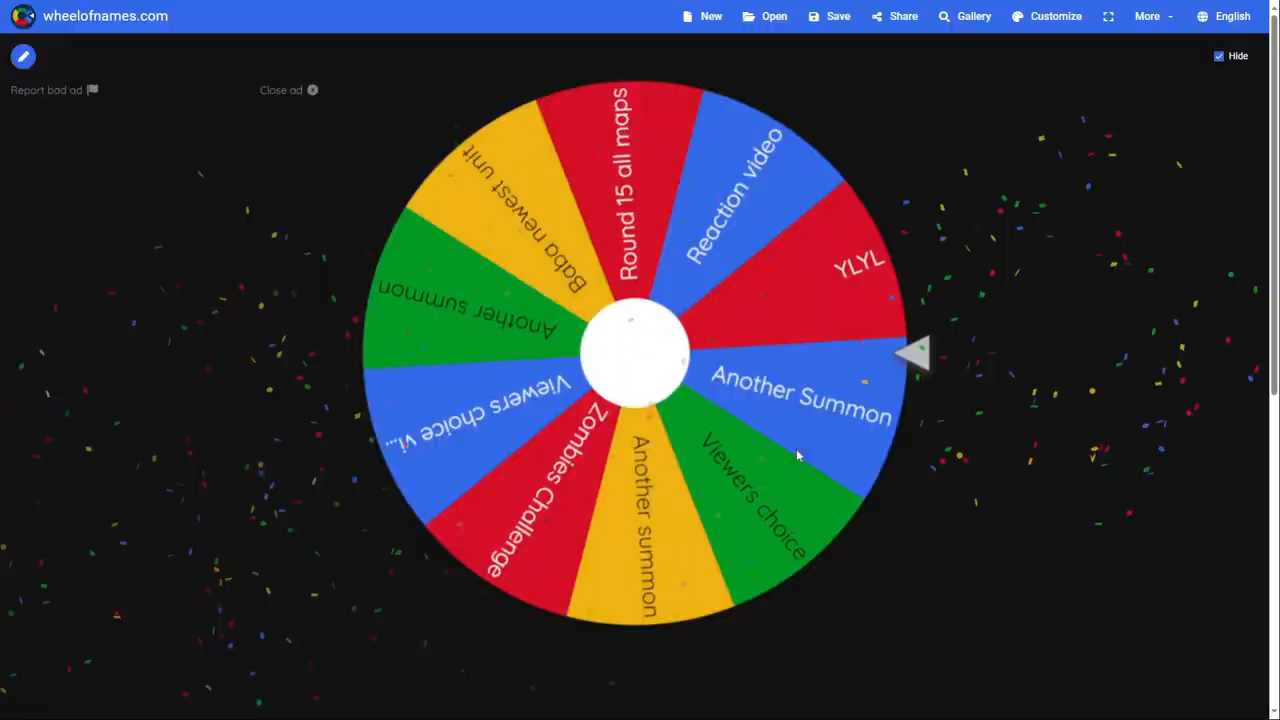 wheelofnames.com
New
Open
Save
Share
Gallery
Customize
More
English
Hide
Report bad ad
Close ad
Round 15 all maps
Reaction video
YLYL
Another Summon
Viewers choice
Another summmon
Zombies Challenge
Viewers choice vi...
Another summon
Baba newest unit